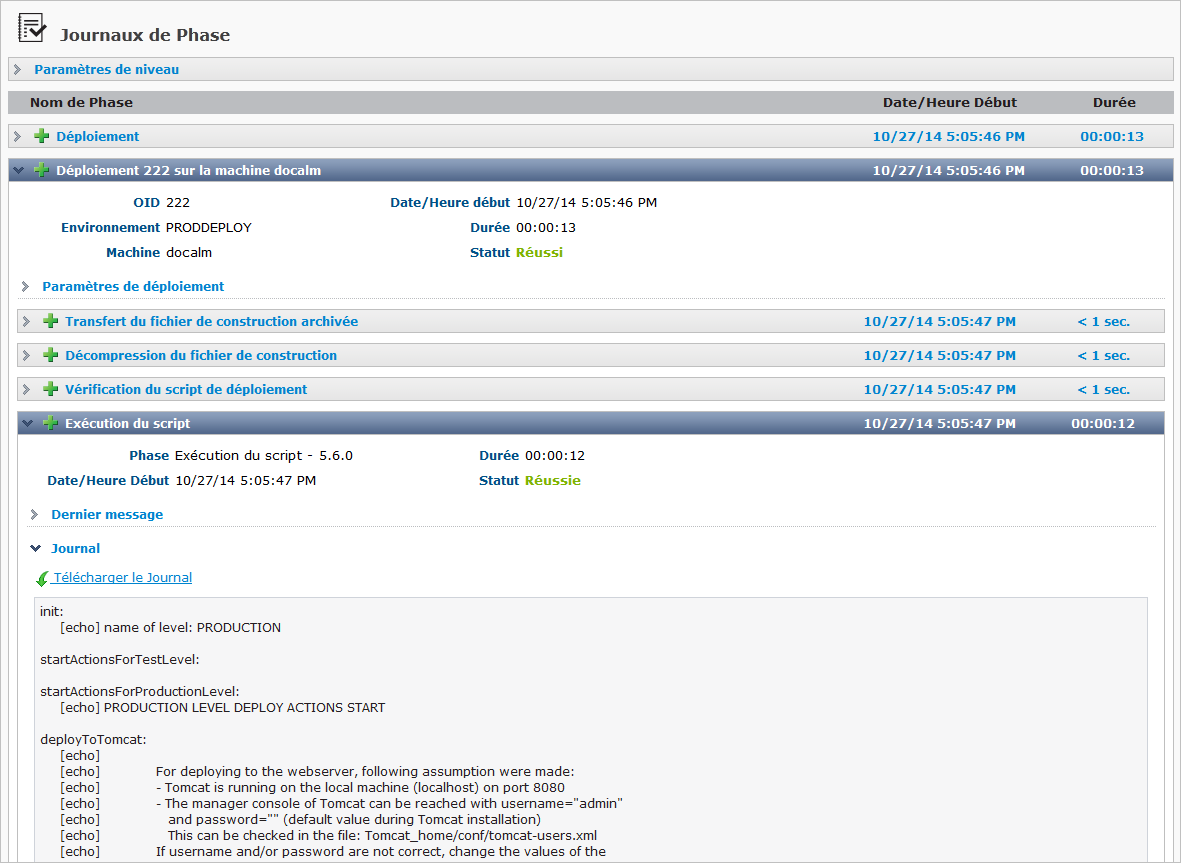 Journaux de Phase
Paramètres de niveau
Nom de Phase Date/Heure Début Durée
Déploiement 10/27/14 5:05:46 PM 00:00:13
Déploiement 222 sur la machine docalm 10/27/14 5:05:46 PM 00:00:13
OID 222 Date/Heure début 10/27/14 5:05:46 PM
Environnement PRODDEPLOY Durée 00:00:13
Machine docalm Statut Réussi
Paramètres de déploiement
Transfert du fichier de construction archivée 10/27/14 5:05:47 PM < 1 sec.
Décompression du fichier de construction 10/27/14 5:05:47 PM < 1 sec.
Vérification du script de déploiement 10/27/14 5:05:47 PM < 1 sec.
Exécution du script 10/27/14 5:05:47 PM 00:00:12
Phase Exécution du script - 5.6.0 Durée 00:00:12
Date/Heure Début 10/27/14 5:05:47 PM Statut Réussie
Dernier message
Journal
Télécharger le Journal
init:
[echo] name of level: PRODUCTION
startActionsForTestLevel:
startActionsForProductionLevel:
[echo] PRODUCTION LEVEL DEPLOY ACTIONS START
deployToTomcat:
[echo]
[echo] For deploying to the webserver, following assumption were made:
[echo] - Tomcat is running on the local machine (localhost) on port 8080
[echo] - The manager console of Tomcat can be reached with username="admin"
[echo] and password="" (default value during Tomcat installation)
[echo] This can be checked in the file: Tomcat_home/conf/tomcat-users.xml
[echo] If username and/or password are not correct, change the values of the